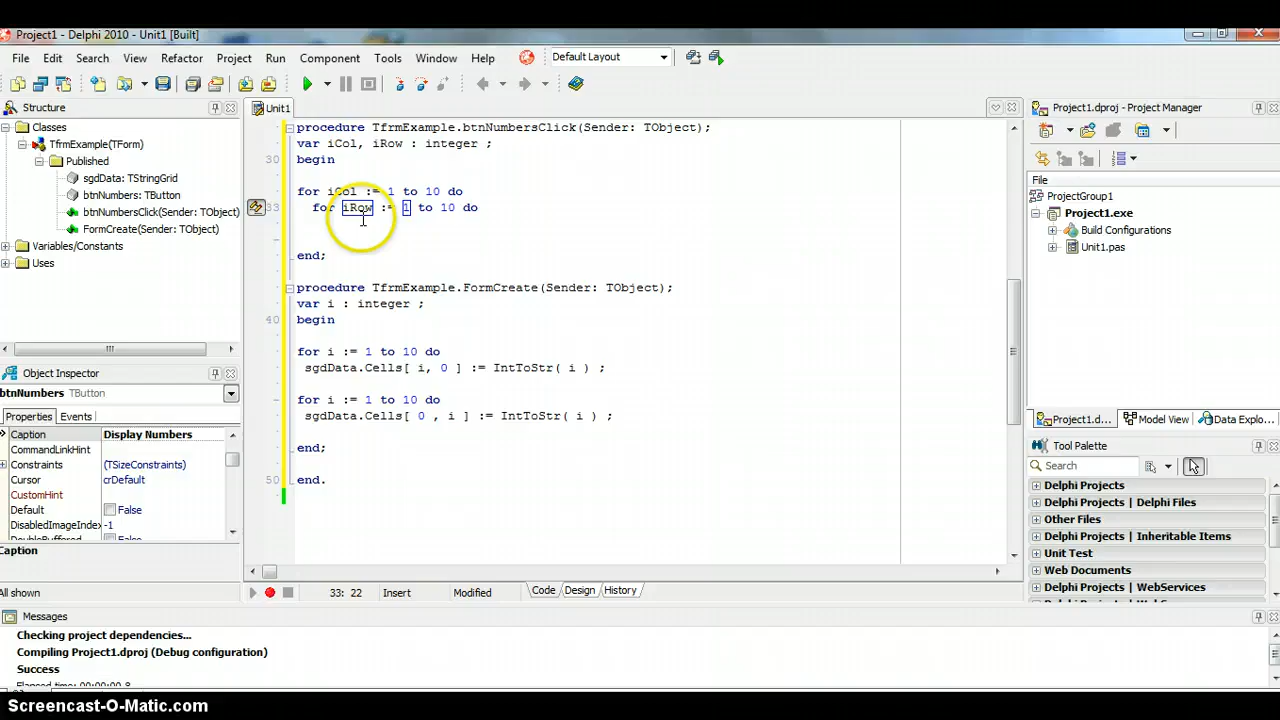 Project1 - Delphi 2010 - Unit1 [Built]
File Edit Search View Refactor Project Run Component Tools Window Help
Default Layout
Structure
Classes
TfrmExample(TForm)
Published
sgdData: TStringGrid
btnNumbers: TButton
btnNumbersClick(Sender: TObject)
FormCreate(Sender: TObject)
Variables/Constants
Uses
Object Inspector
btnNumbers TButton
Properties Events
Caption Display Numbers
CommandLinkHint
Constraints (TSizeConstraints)
Cursor crDefault
CustomHint
Default False
DisabledImageIndex -1
DoubleBuffered False
Caption
All shown
Unit1
procedure TfrmExample.btnNumbersClick(Sender: TObject);
var iCol, iRow : integer ;
30 begin
for iCol := 1 to 10 do
33 for iRow := 1 to 10 do
end;
procedure TfrmExample.FormCreate(Sender: TObject);
var i : integer ;
40 begin
for i := 1 to 10 do
sgdData.Cells[ i, 0 ] := IntToStr( i ) ;
for i := 1 to 10 do
sgdData.Cells[ 0 , i ] := IntToStr( i ) ;
end;
50 end.
33: 22 Insert Modified Code Design History
Project1.dproj - Project Manager
File
ProjectGroup1
Project1.exe
Build Configurations
Unit1.pas
Project1.d... Model View Data Explo...
Tool Palette
Search
Delphi Projects
Delphi Projects | Delphi Files
Other Files
Delphi Projects | Inheritable Items
Unit Test
Web Documents
Delphi Projects | WebServices
Messages
Checking project dependencies...
Compiling Project1.dproj (Debug configuration)
Success
Elapsed time: 00:00:00.8
Screencast-O-Matic.com